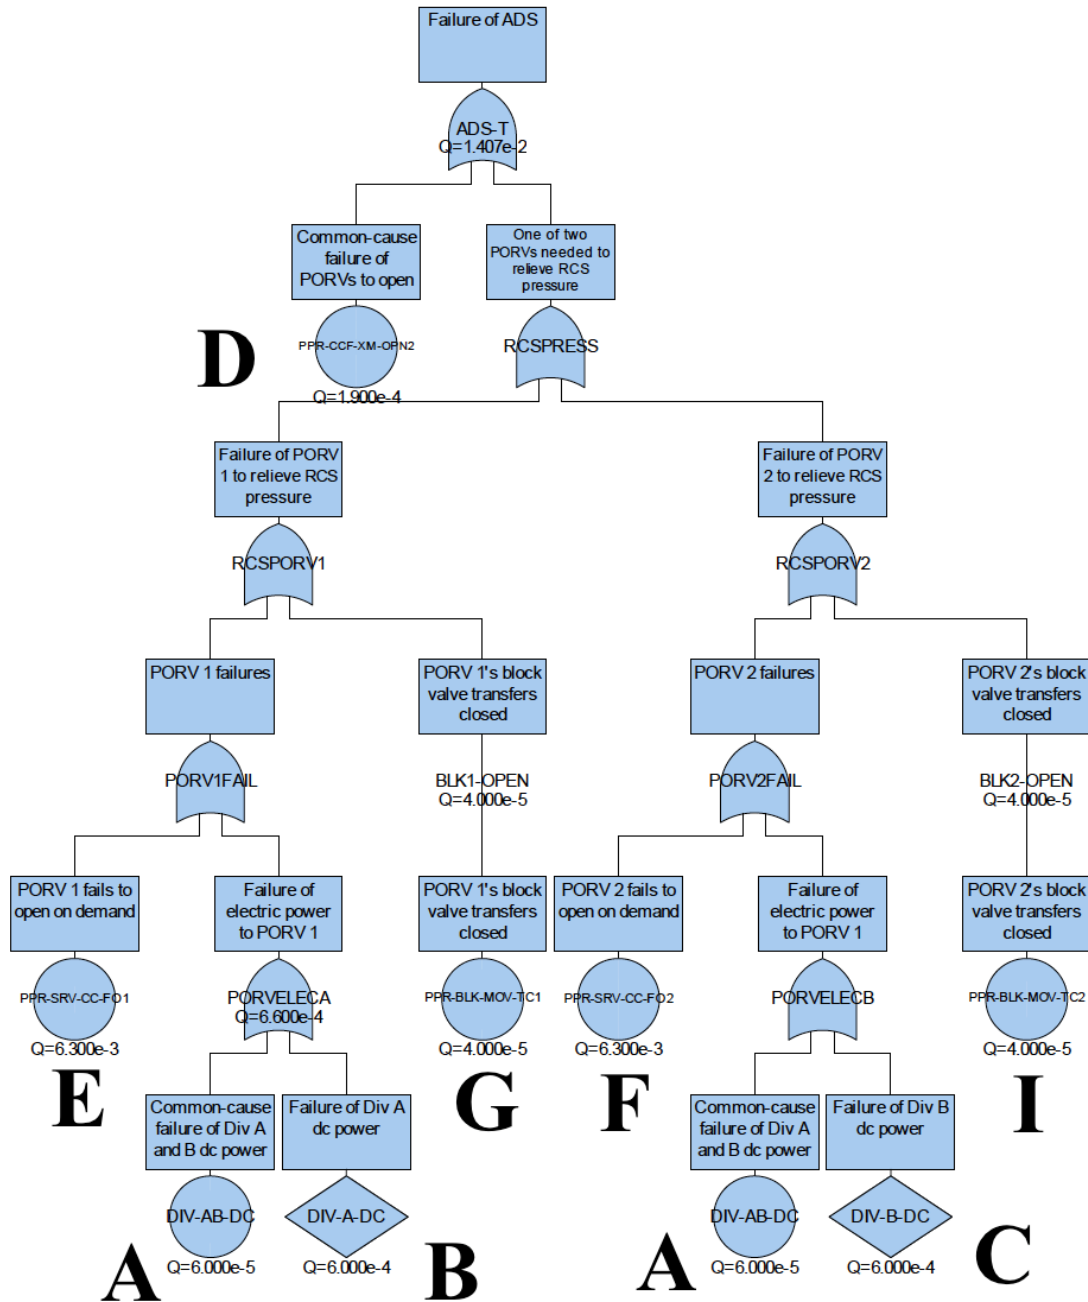 Failure of ADS
ADS-T
Q=1.407e-2
Common-cause
failure of
PORVs to open
One of two
PORVs needed to
relieve RCS
pressure
D
PPR-CCF-XM-OPN2
Q=1.900e-4
RCSPRESS
Failure of PORV
1 to relieve RCS
pressure
Failure of PORV
2 to relieve RCS
pressure
RCSPORV1
RCSPORV2
PORV 1 failures
PORV 1's block
valve transfers
closed
PORV 2 failures
PORV 2's block
valve transfers
closed
PORV1FAIL
BLK1-OPEN
Q=4.000e-5
PORV2FAIL
BLK2-OPEN
Q=4.000e-5
PORV 1 fails to
open on demand
Failure of
electric power
to PORV 1
PORV 1's block
valve transfers
closed
PORV 2 fails to
open on demand
Failure of
electric power
to PORV 1
PORV 2's block
valve transfers
closed
PPR-SRV-CC-FO1
Q=6.300e-3
PORVELECA
Q=6.600e-4
PPR-BLK-MOV-TC1
Q=4.000e-5
PPR-SRV-CC-FO2
Q=6.300e-3
PORVELECB
PPR-BLK-MOV-TC2
Q=4.000e-5
E
G
F
I
Common-cause
failure of Div A
and B dc power
Failure of Div A
dc power
Common-cause
failure of Div A
and B dc power
Failure of Div B
dc power
DIV-AB-DC
Q=6.000e-5
DIV-A-DC
Q=6.000e-4
DIV-AB-DC
Q=6.000e-5
DIV-B-DC
Q=6.000e-4
A
B
A
C